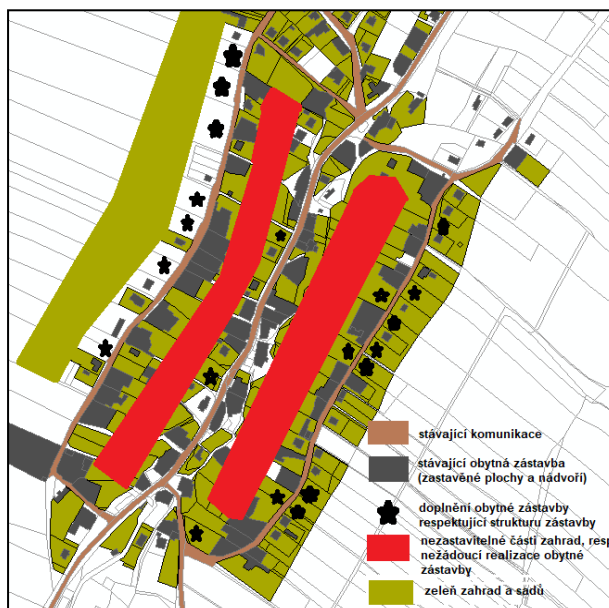 stávající komunikace
stávající obytná zástavba
(zastavěné plochy a nádvoří)
doplnění obytné zástavby
respektující strukturu zástavby
nezastavitelné části zahrad, resp
nežádoucí realizace obytné
zástavby
zeleň zahrad a sadů